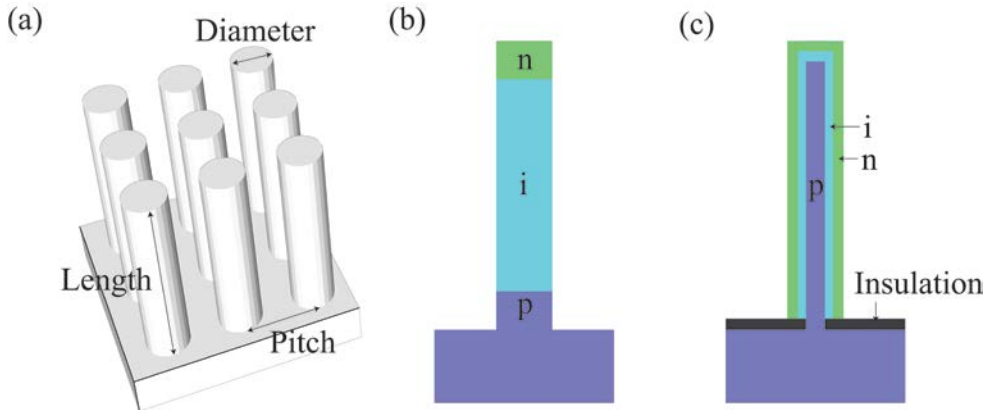 (a)
Diameter
Length
Pitch
(b)
n
i
p
(c)
i
n
p
Insulation